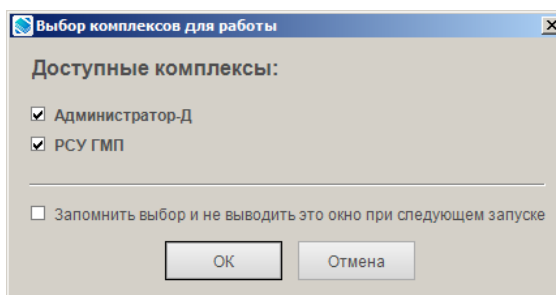 Выбор комплексов для работы
Доступные комплексы:
Администратор-Д
РСУ ГМП
Запомнить выбор и не выводить это окно при следующем запуске
ОК
Отмена